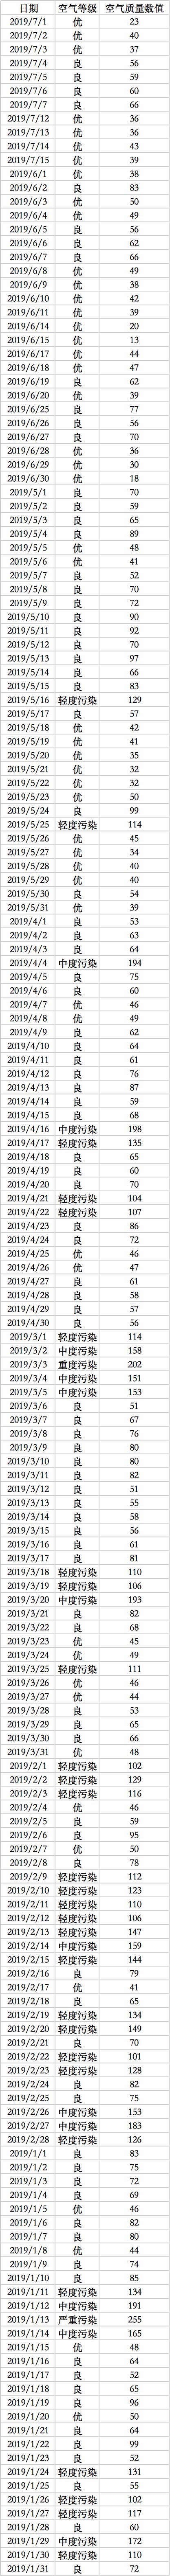 日期 空气等级 空气质量数值
2019/7/1 优 23
2019/7/2 优 40
2019/7/3 优 37
2019/7/4 良 56
2019/7/5 良 59
2019/7/6 良 60
2019/7/7 良 66
2019/7/12 优 36
2019/7/13 优 36
2019/7/14 优 43
2019/7/15 优 39
2019/6/1 优 38
2019/6/2 良 83
2019/6/3 优 50
2019/6/4 优 49
2019/6/5 良 56
2019/6/6 良 62
2019/6/7 良 66
2019/6/8 优 49
2019/6/9 优 38
2019/6/10 优 42
2019/6/11 优 39
2019/6/14 优 20
2019/6/15 优 13
2019/6/17 优 44
2019/6/18 优 47
2019/6/19 良 62
2019/6/20 优 39
2019/6/25 良 77
2019/6/26 良 56
2019/6/27 良 70
2019/6/28 优 36
2019/6/29 优 30
2019/6/30 优 18
2019/5/1 良 70
2019/5/2 良 59
2019/5/3 良 65
2019/5/4 良 89
2019/5/5 优 48
2019/5/6 优 41
2019/5/7 良 52
2019/5/8 良 70
2019/5/9 良 72
2019/5/10 良 90
2019/5/11 良 92
2019/5/12 良 70
2019/5/13 良 97
2019/5/14 良 66
2019/5/15 良 83
2019/5/16 轻度污染 129
2019/5/17 良 57
2019/5/18 优 42
2019/5/19 优 41
2019/5/20 优 35
2019/5/21 优 32
2019/5/22 优 32
2019/5/23 优 50
2019/5/24 良 99
2019/5/25 轻度污染 114
2019/5/26 优 45
2019/5/27 优 34
2019/5/28 优 40
2019/5/29 优 40
2019/5/30 良 54
2019/5/31 优 39
2019/4/1 良 53
2019/4/2 良 63
2019/4/3 良 64
2019/4/4 中度污染 194
2019/4/5 良 75
2019/4/6 良 60
2019/4/7 优 46
2019/4/8 优 49
2019/4/9 良 62
2019/4/10 良 64
2019/4/11 良 61
2019/4/12 良 76
2019/4/13 良 87
2019/4/14 良 59
2019/4/15 良 68
2019/4/16 中度污染 198
2019/4/17 轻度污染 135
2019/4/18 良 65
2019/4/19 良 60
2019/4/20 良 70
2019/4/21 轻度污染 104
2019/4/22 轻度污染 107
2019/4/23 良 86
2019/4/24 良 72
2019/4/25 优 46
2019/4/26 优 47
2019/4/27 良 61
2019/4/28 良 58
2019/4/29 良 57
2019/4/30 良 56
2019/3/1 轻度污染 114
2019/3/2 中度污染 158
2019/3/3 重度污染 202
2019/3/4 中度污染 151
2019/3/5 中度污染 153
2019/3/6 良 51
2019/3/7 良 67
2019/3/8 良 76
2019/3/9 良 80
2019/3/10 良 80
2019/3/11 良 82
2019/3/12 良 51
2019/3/13 良 55
2019/3/14 良 58
2019/3/15 良 56
2019/3/16 良 61
2019/3/17 良 81
2019/3/18 轻度污染 110
2019/3/19 轻度污染 106
2019/3/20 中度污染 193
2019/3/21 良 82
2019/3/22 良 68
2019/3/23 优 45
2019/3/24 优 49
2019/3/25 轻度污染 111
2019/3/26 优 46
2019/3/27 优 44
2019/3/28 良 53
2019/3/29 良 65
2019/3/30 良 66
2019/3/31 优 48
2019/2/1 轻度污染 102
2019/2/2 轻度污染 129
2019/2/3 轻度污染 116
2019/2/4 优 46
2019/2/5 良 59
2019/2/6 良 95
2019/2/7 优 50
2019/2/8 良 78
2019/2/9 轻度污染 112
2019/2/10 轻度污染 123
2019/2/11 轻度污染 110
2019/2/12 轻度污染 106
2019/2/13 轻度污染 147
2019/2/14 中度污染 159
2019/2/15 轻度污染 144
2019/2/16 良 79
2019/2/17 优 41
2019/2/18 良 65
2019/2/19 轻度污染 134
2019/2/20 轻度污染 149
2019/2/21 良 70
2019/2/22 轻度污染 101
2019/2/23 轻度污染 128
2019/2/24 良 82
2019/2/25 良 75
2019/2/26 中度污染 153
2019/2/27 中度污染 183
2019/2/28 轻度污染 126
2019/1/1 良 83
2019/1/2 良 75
2019/1/3 良 72
2019/1/4 良 69
2019/1/5 优 46
2019/1/6 良 82
2019/1/7 良 80
2019/1/8 优 44
2019/1/9 良 74
2019/1/10 良 85
2019/1/11 轻度污染 134
2019/1/12 中度污染 191
2019/1/13 严重污染 255
2019/1/14 中度污染 165
2019/1/15 优 48
2019/1/16 良 64
2019/1/17 良 52
2019/1/18 良 65
2019/1/19 良 96
2019/1/20 优 50
2019/1/21 良 64
2019/1/22 良 99
2019/1/23 良 52
2019/1/24 轻度污染 131
2019/1/25 良 55
2019/1/26 轻度污染 102
2019/1/27 轻度污染 117
2019/1/28 良 60
2019/1/29 中度污染 172
2019/1/30 轻度污染 110
2019/1/31 良 72